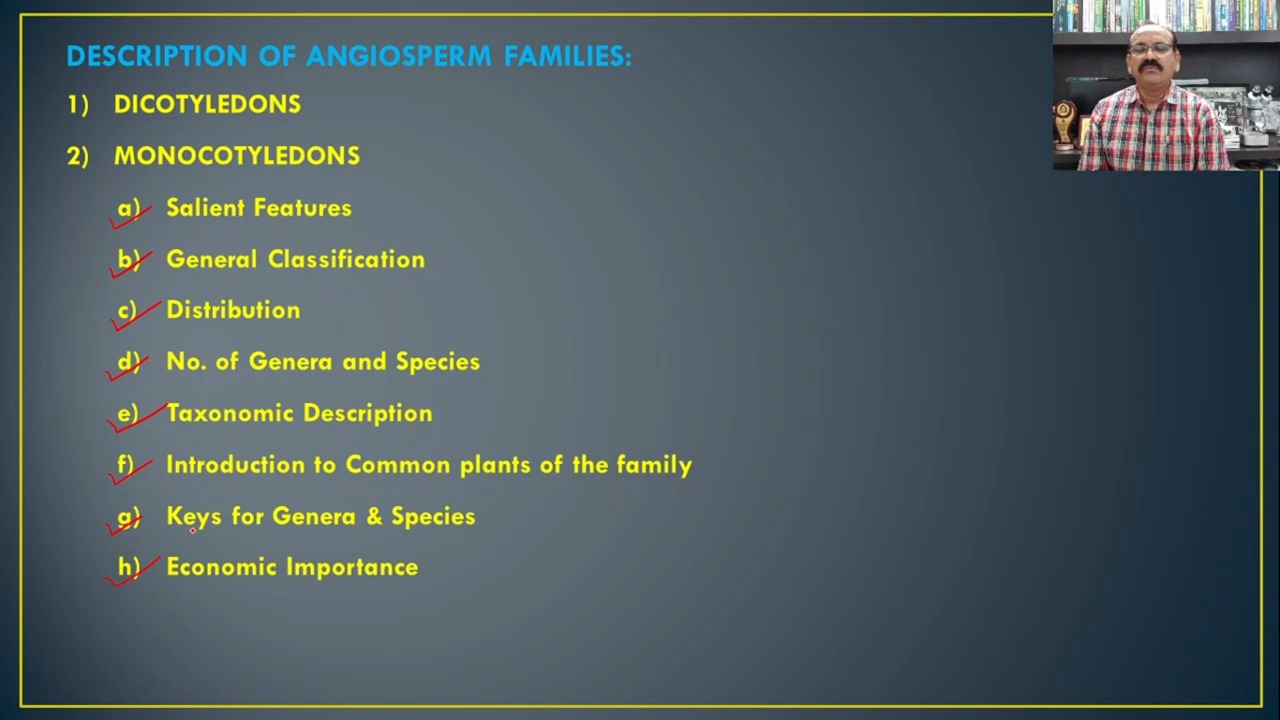 DESCRIPTION OF ANGIOSPERM FAMILIES:
1) DICOTYLEDONS
2) MONOCOTYLEDONS
a) Salient Features
b) General Classification
c) Distribution
d) No. of Genera and Species
e) Taxonomic Description
f) Introduction to Common plants of the family
g) Keys for Genera & Species
h) Economic Importance